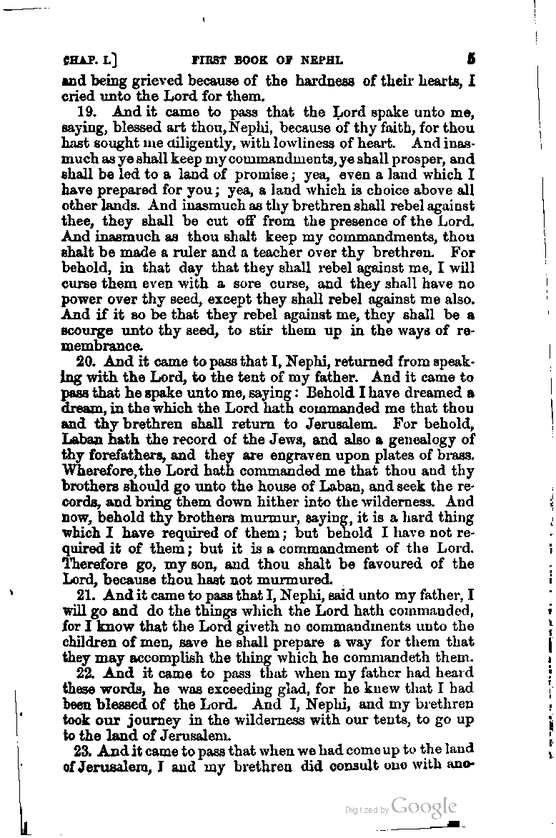 CHAP. I.] FIRST BOOK OF NEPHI. 5
and being grieved because of the hardness of their hearts, I
cried unto the Lord for them.
19. And it came to pass that the Lord spake unto me,
saying, blessed art thou, Nephi, because of thy faith, for thou
hast sought me diligently, with lowliness of heart. And inas-
much as ye shall keep my commandments, ye shall prosper, and
shall be led to a land of promise; yea, even a land which I
have prepared for you; yea, a land which is choice above all
other lands. And inasmuch as thy brethren shall rebel against
thee, they shall be cut off from the presence of the Lord.
And inasmuch as thou shalt keep my commandments, thou
shalt be made a ruler and a teacher over thy brethren. For
behold, in that day that they shall rebel against me, I will
curse them even with a sore curse, and they shall have no
power over thy seed, except they shall rebel against me also.
And if it so be that they rebel against me, they shall be a
scourge unto thy seed, to stir them up in the ways of re-
membrance.
20. And it came to pass that I, Nephi, returned from speak-
ing with the Lord, to the tent of my father. And it came to
pass that he spake unto me, saying: Behold I have dreamed a
dream, in the which the Lord hath commanded me that thou
and thy brethren shall return to Jerusalem. For behold,
Laban hath the record of the Jews, and also a genealogy of
thy forefathers, and they are engraven upon plates of brass.
Wherefore, the Lord hath commanded me that thou and thy
brothers should go unto the house of Laban, and seek the re-
cords, and bring them down hither into the wilderness. And
now, behold thy brothers murmur, saying, it is a hard thing
which I have required of them; but behold I have not re-
quired it of them; but it is a commandment of the Lord.
Therefore go, my son, and thou shalt be favoured of the
Lord, because thou hast not murmured.
21. And it came to pass that I, Nephi, said unto my father, I
will go and do the things which the Lord hath commanded,
for I know that the Lord giveth no commandments unto the
children of men, save he shall prepare a way for them that
they may accomplish the thing which he commandeth them.
22. And it came to pass that when my father had heard
these words, he was exceeding glad, for he knew that I had
been blessed of the Lord. And I, Nephi, and my brethren
took our journey in the wilderness with our tents, to go up
to the land of Jerusalem.
23. And it came to pass that when we had come up to the land
of Jerusalem, I and my brethren did consult one with ano-
Digitized by Google